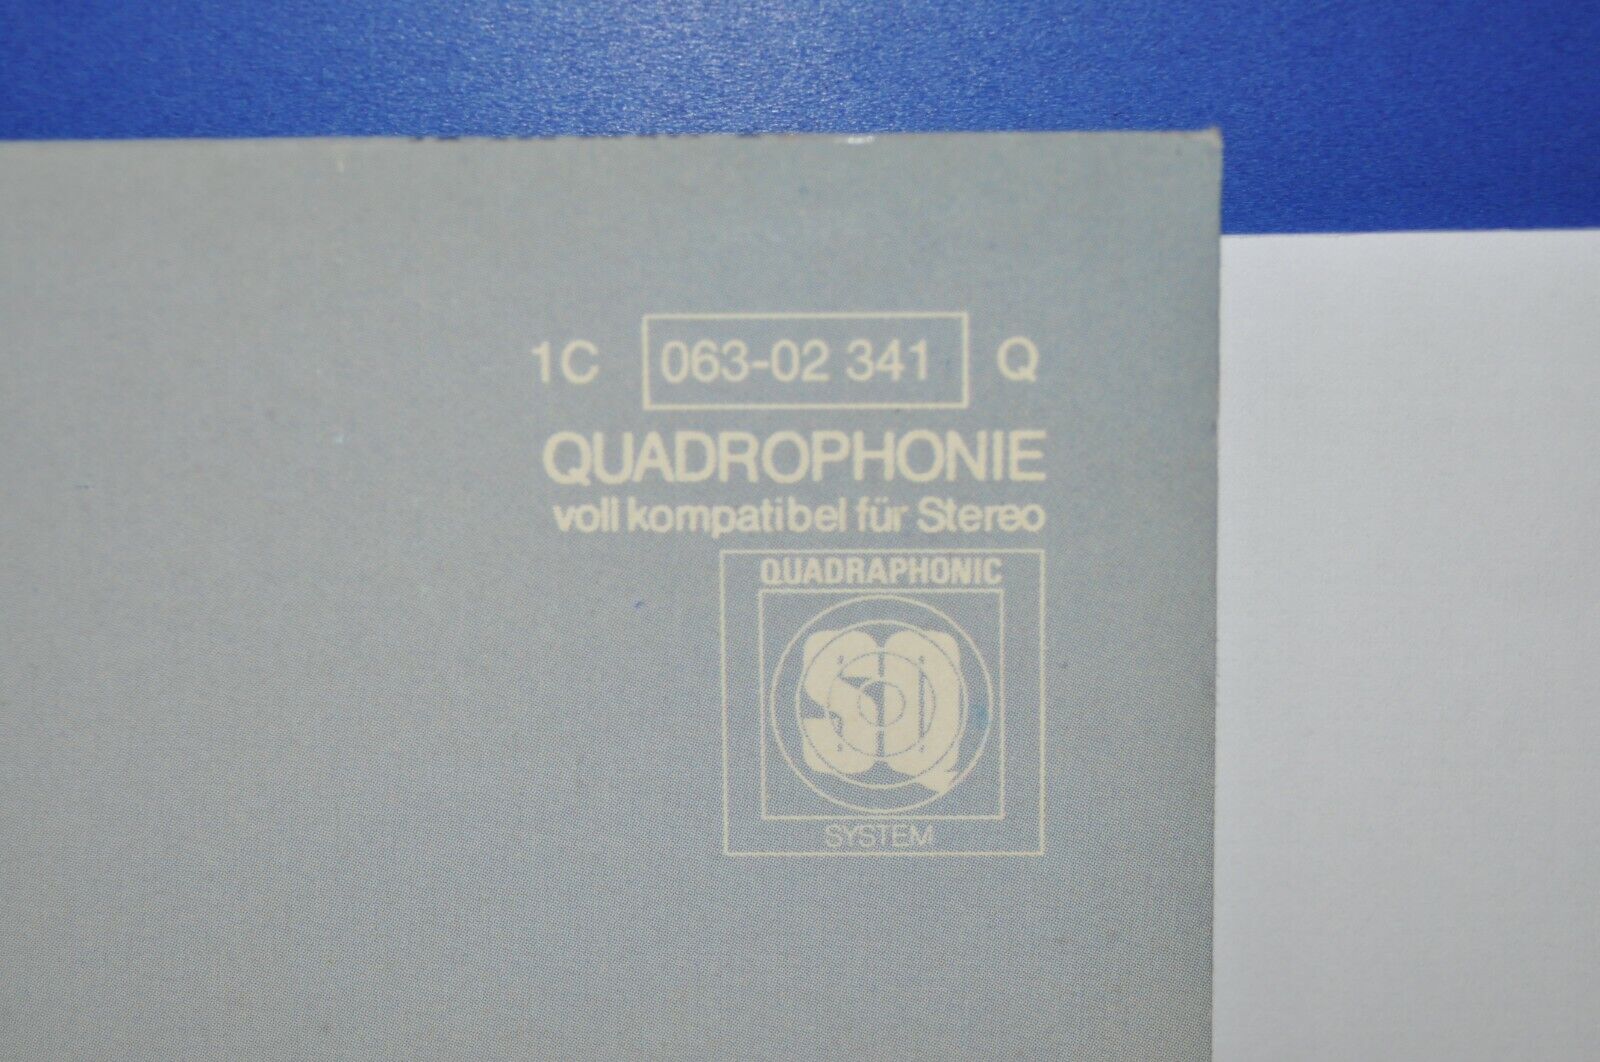 1C 063-02 341 Q
QUADROPHONIE
voll kompatibel für Stereo
QUADRAPHONIC
SQ
SYSTEM